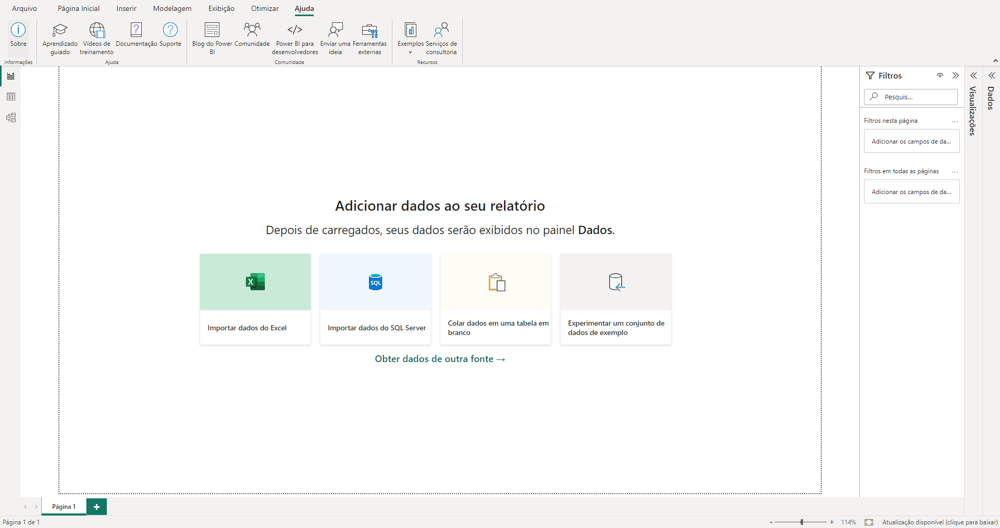 Arquivo Página Inicial Inserir Modelagem Exibição Otimizar Ajuda
Sobre
Informações
Aprendizado
guiado
Vídeos de
treinamento
Documentação
Suporte
Ajuda
Blog do Power
BI
Comunidade
Power BI para
desenvolvedores
Enviar uma
ideia
Ferramentas
externas
Comunidade
Exemplos
Serviços de
consultoria
Recursos
Filtros
Pesquis...
Filtros nesta página ...
Adicionar os campos de da...
Filtros em todas as páginas ...
Adicionar os campos de da...
Visualizações
Dados
Adicionar dados ao seu relatório
Depois de carregados, seus dados serão exibidos no painel Dados.
X
SQL
Importar dados do Excel
Importar dados do SQL Server
Colar dados em uma tabela em
branco
Experimentar um conjunto de
dados de exemplo
Obter dados de outra fonte →
Página 1 +
Página 1 de 1
- + 114%
Atualização disponível (clique para baixar)